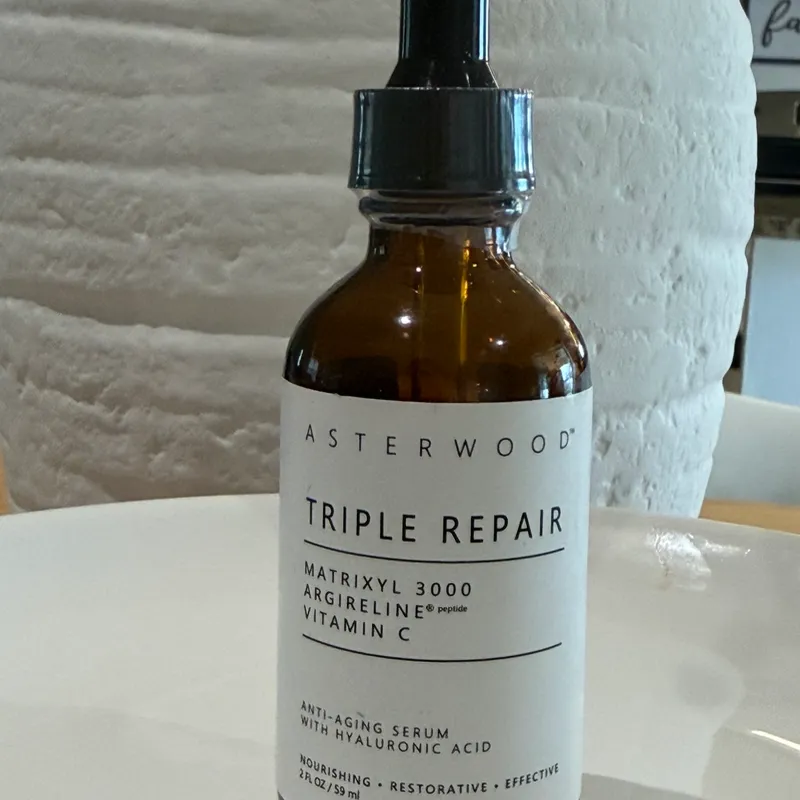 fa
ASTERWOOD™
TRIPLE REPAIR
MATRIXYL 3000
ARGIRELINE® peptide
VITAMIN C
ANTI-AGING SERUM
WITH HYALURONIC ACID
NOURISHING • RESTORATIVE • EFFECTIVE
2 FL OZ / 59 ml